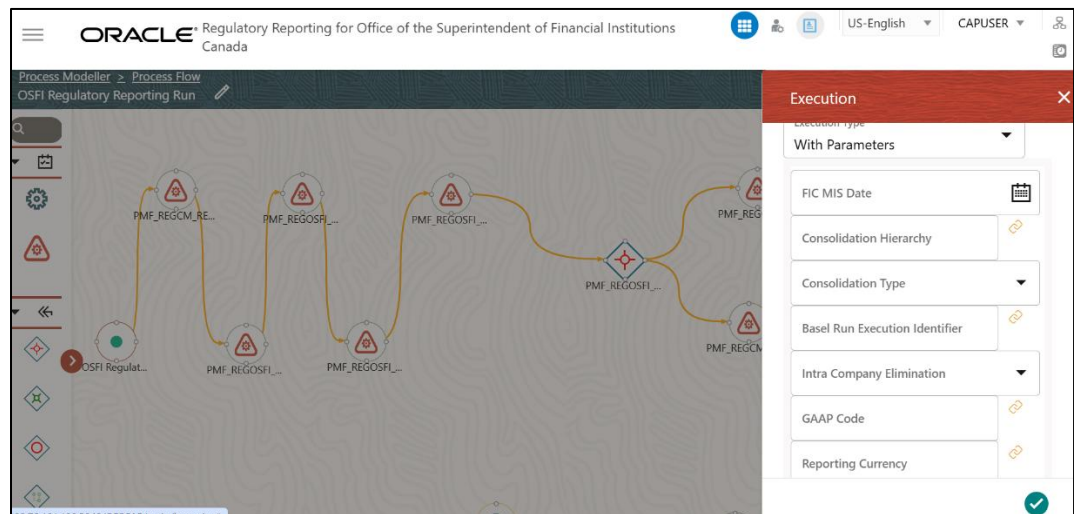 ORACLE® Regulatory Reporting for Office of the Superintendent of Financial Institutions
Canada
US-English
CAPUSER
Process Modeller > Process Flow
OSFI Regulatory Reporting Run
Execution
Execution Type
With Parameters
FIC MIS Date
Consolidation Hierarchy
Consolidation Type
Basel Run Execution Identifier
Intra Company Elimination
GAAP Code
Reporting Currency
PMF_REGCM_RE...
PMF_REGOSFI_...
PMF_REGOSFI_...
PMF_REG
PMF_REGOSFI_...
PMF_REGCM
OSFI Regulat...
PMF_REGOSFI_...
PMF_REGOSFI_...